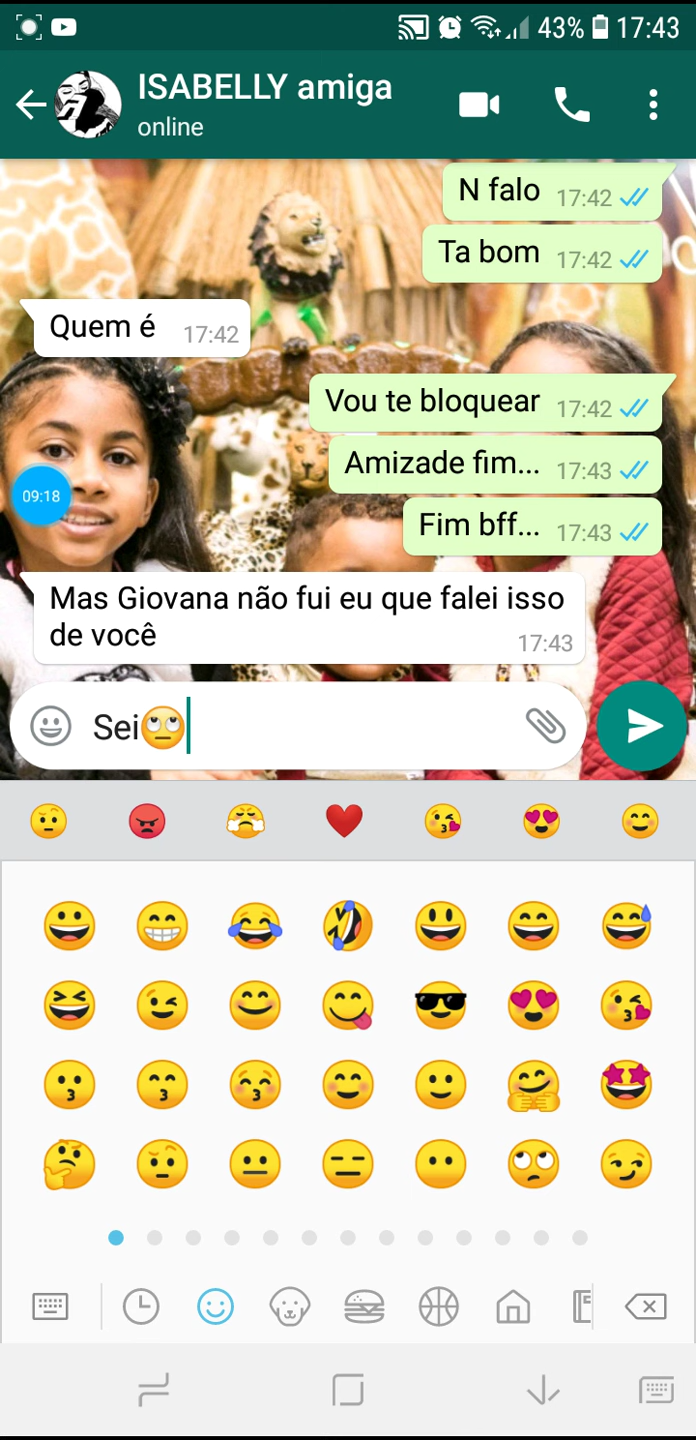 43% 17:43
ISABELLY amiga
online
N falo 17:42
Ta bom 17:42
Quem é 17:42
Vou te bloquear 17:42
Amizade fim... 17:43
Fim bff... 17:43
09:18
Mas Giovana não fui eu que falei isso
de você 17:43
Sei🙄